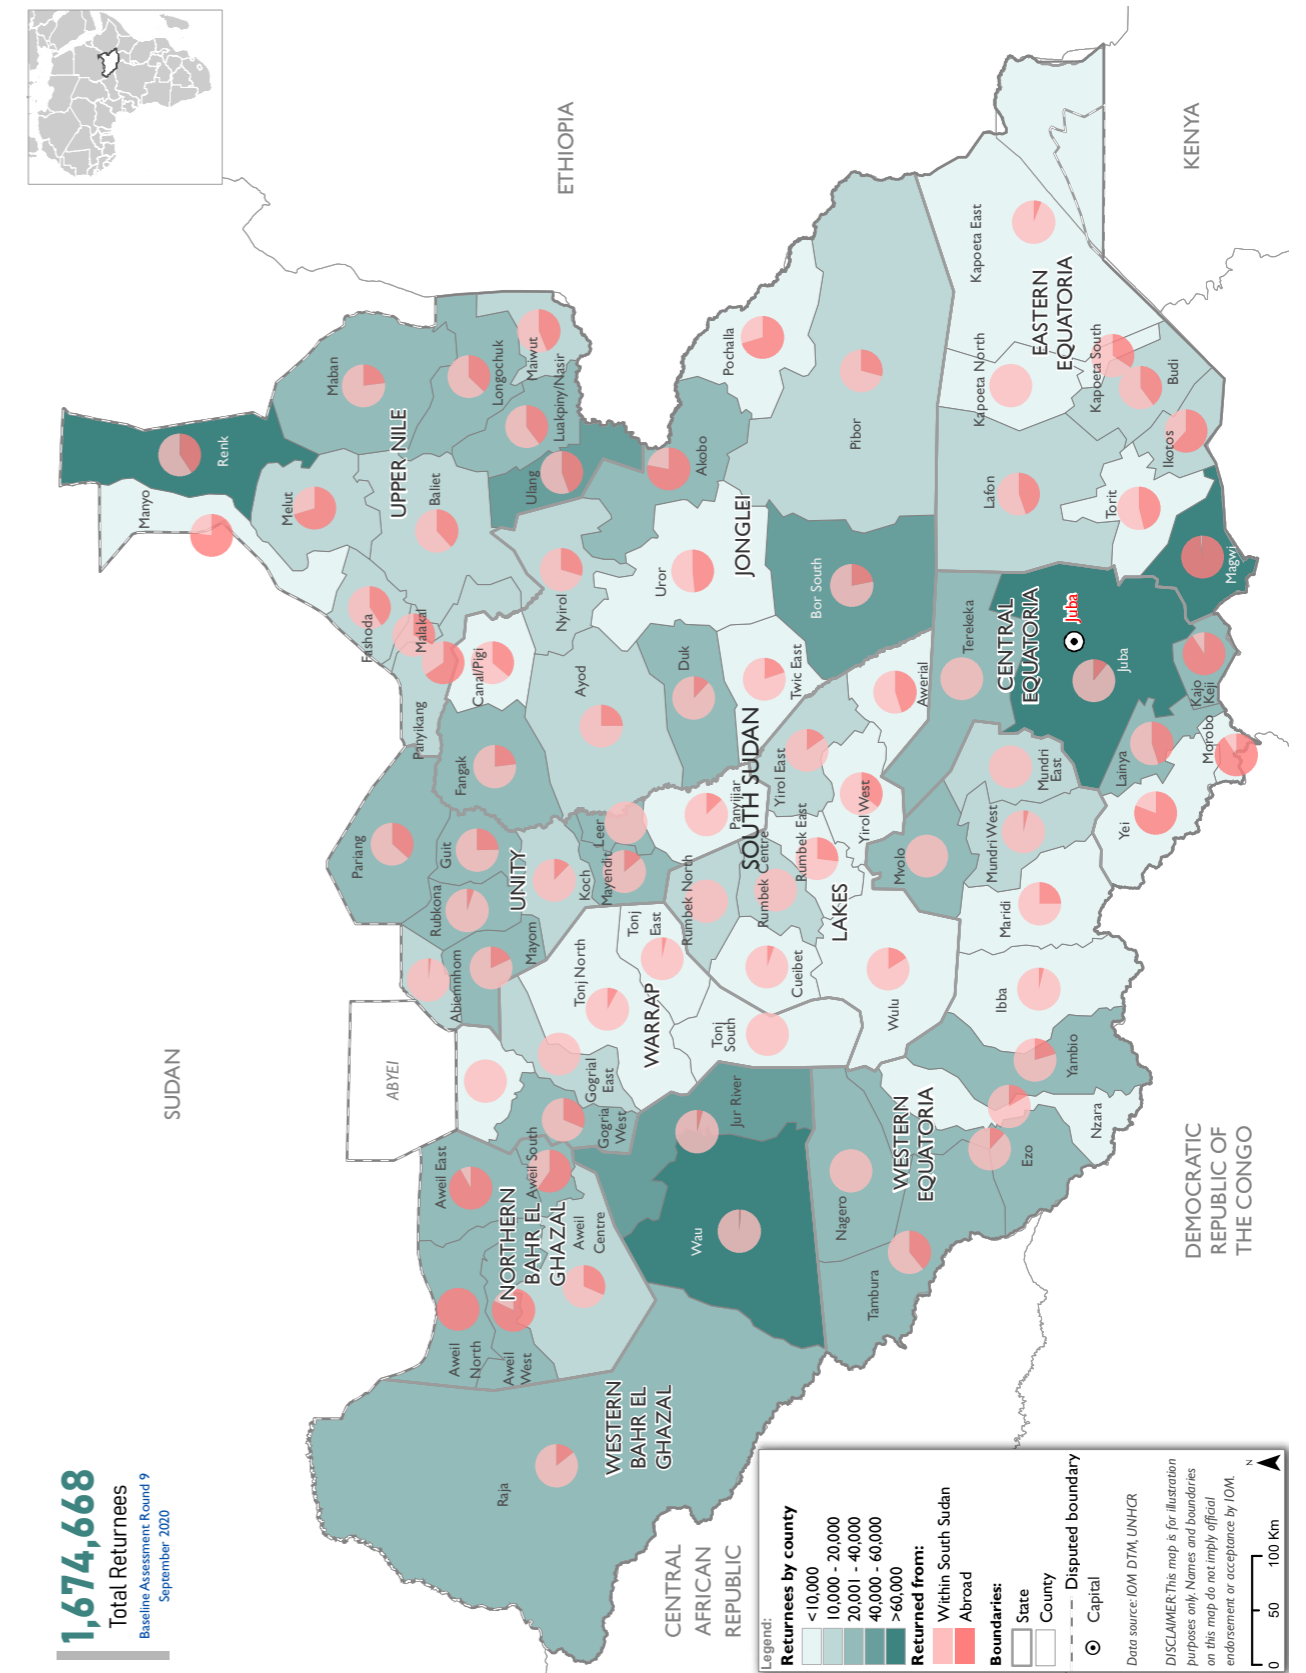 1,674,668
Total Returnees
Baseline Assessment Round 9
September 2020
SUDAN
ETHIOPIA
KENYA
DEMOCRATIC
REPUBLIC OF
THE CONGO
CENTRAL
AFRICAN
REPUBLIC
ABYEI
SOUTH SUDAN
UPPER NILE
Renk
Manyo
Melut
Maban
Baliet
Longochuk
Maiwut
Luakpiny/Nasir
Ulang
Fashoda
Malakal
Panyikang
JONGLEI
Canal/Pigi
Fangak
Nyirol
Ayod
Akobo
Uror
Duk
Twic East
Bor South
Pochalla
Pibor
UNITY
Pariang
Guit
Rubkona
Abiemnhom
Mayom
Koch
Leer
Mayendit
Panyijiar
WARRAP
Tonj North
Tonj
East
Tonj
South
Gogrial
East
Gogria
West
LAKES
Rumbek North
Rumbek Centre
Rumbek East
Yirol East
Yirol West
Awerial
Cueibet
Wulu
NORTHERN
BAHR EL
GHAZAL
Aweil East
Aweil South
Aweil
Centre
Aweil
North
Aweil
West
WESTERN
BAHR EL
GHAZAL
Raja
Wau
Jur River
WESTERN
EQUATORIA
Nagero
Tambura
Ezo
Nzara
Yambio
Ibba
Maridi
Mvolo
Mundri West
Mundri
East
CENTRAL
EQUATORIA
Terekeka
Juba
Juba
Lainya
Yei
Morobo
Kajo
Keji
EASTERN
EQUATORIA
Magwi
Torit
Lafon
Ikotos
Budi
Kapoeta South
Kapoeta North
Kapoeta East
Legend:
Returnees by county
<10,000
10,000 - 20,000
20,001 - 40,000
40,000 - 60,000
>60,000
Returned from:
Within South Sudan
Abroad
Boundaries:
State
County
Disputed boundary
Capital
Data source: IOM DTM, UNHCR
DISCLAIMER:This map is for illustration
purposes only. Names and boundaries
on this map do not imply official
endorsement or acceptance by IOM.
0 50 100 Km
N